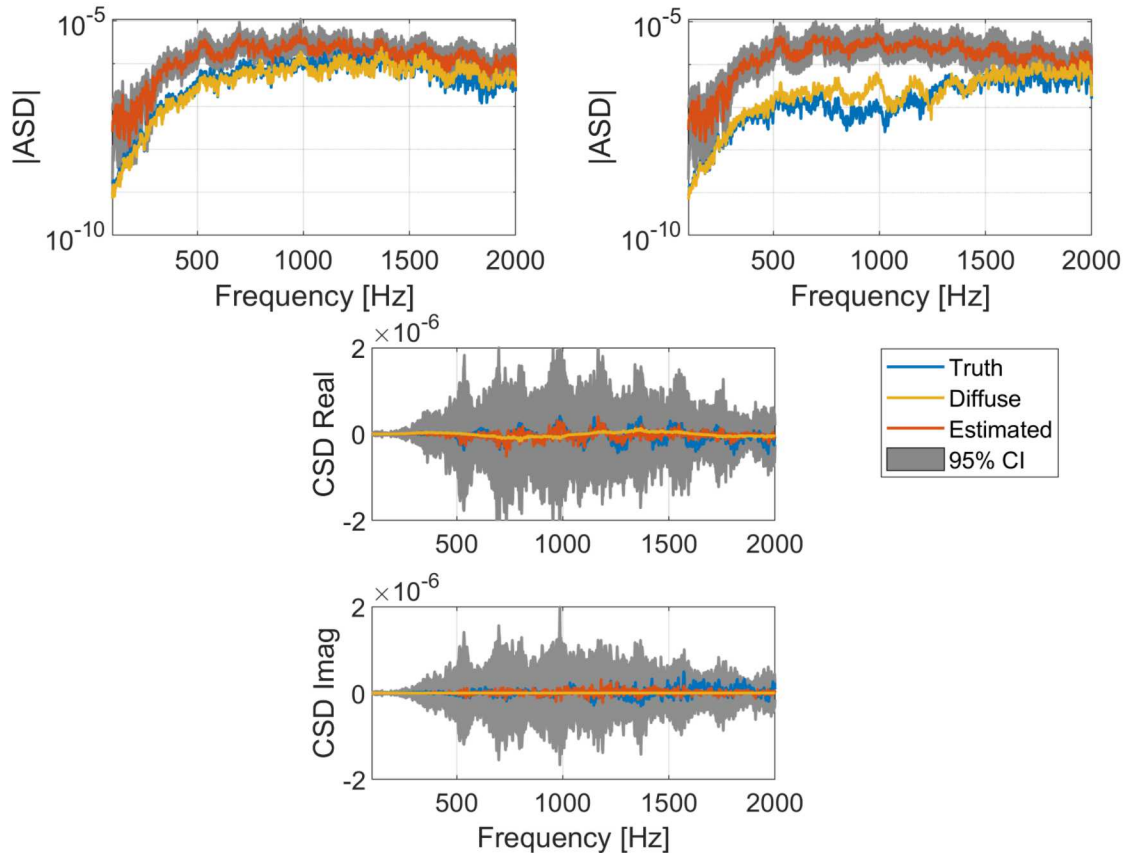 10^-5
|ASD|
10^-10
500 1000 1500 2000
Frequency [Hz]
10^-5
|ASD|
10^-10
500 1000 1500 2000
Frequency [Hz]
×10^-6
2
CSD Real
0
-2
500 1000 1500 2000
Truth
Diffuse
Estimated
95% CI
×10^-6
2
CSD Imag
0
-2
500 1000 1500 2000
Frequency [Hz]